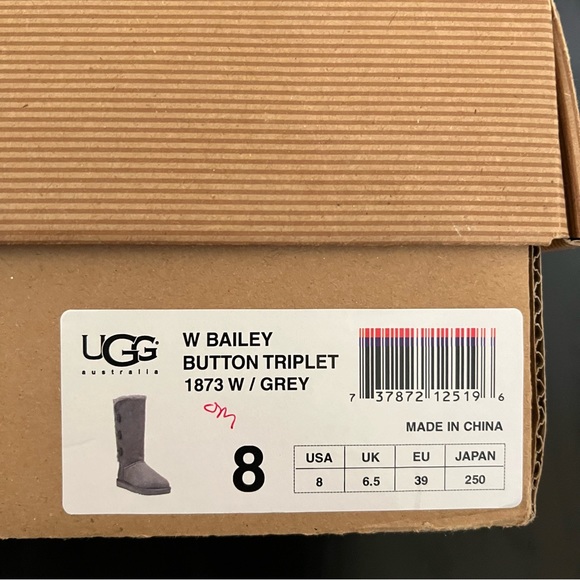 UGG
australia
W BAILEY
BUTTON TRIPLET
1873 W / GREY
7 37872 12519 6
MADE IN CHINA
8
USA UK EU JAPAN
8 6.5 39 250